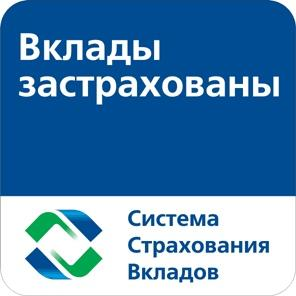 Вклады
застрахованы
Система
Страхования
Вкладов